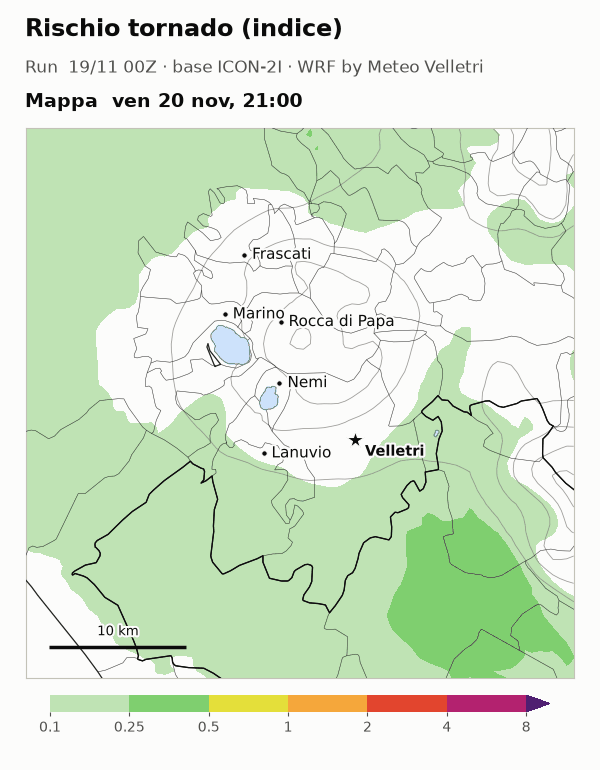 Rischio tornado (indice)
Run  19/11 00Z · base ICON-2I · WRF by Meteo Velletri
Mappa  ven 20 nov, 21:00
Frascati
Marino
Rocca di Papa
Nemi
Velletri
Lanuvio
10 km
0.1 0.25 0.5 1 2 4 8